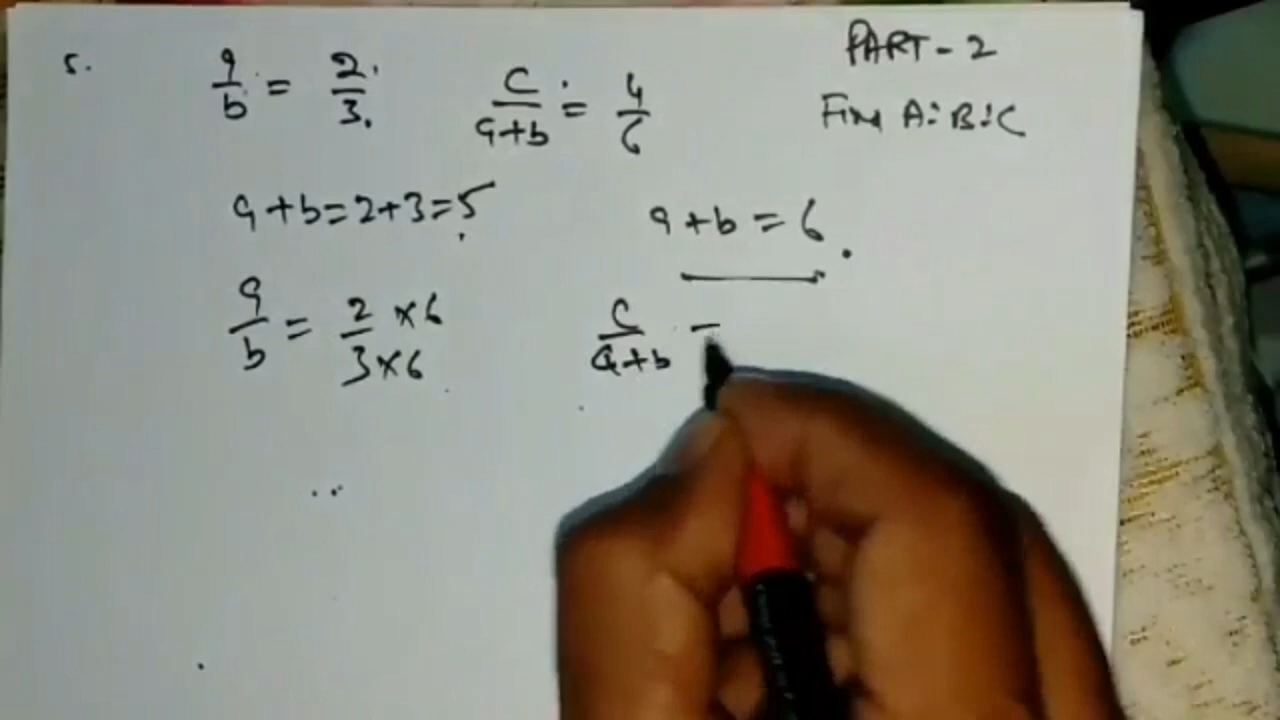 PART-2
5. a/b = 2/3 c/a+b = 4/6 Find A:B:C
a+b=2+3=5 a+b=6
a/b = 2×6/3×6 c/a+b =